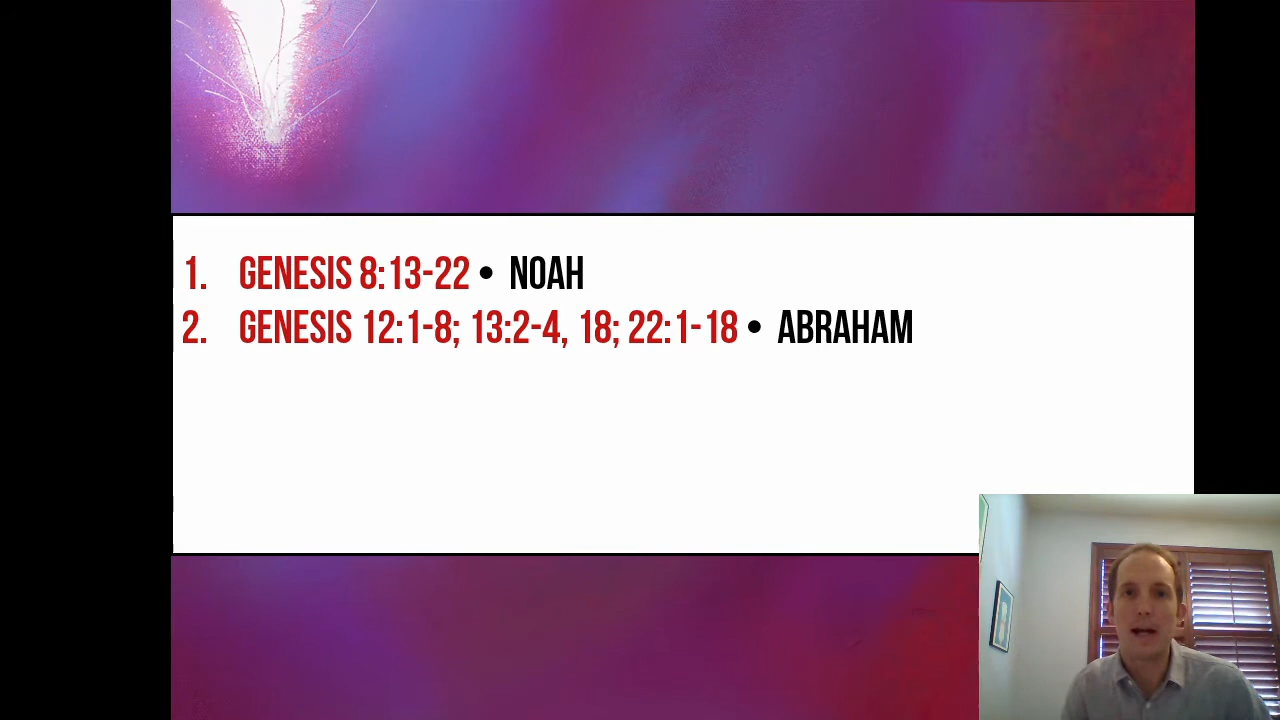 1. GENESIS 8:13-22 • NOAH
2. GENESIS 12:1-8; 13:2-4, 18; 22:1-18 • ABRAHAM